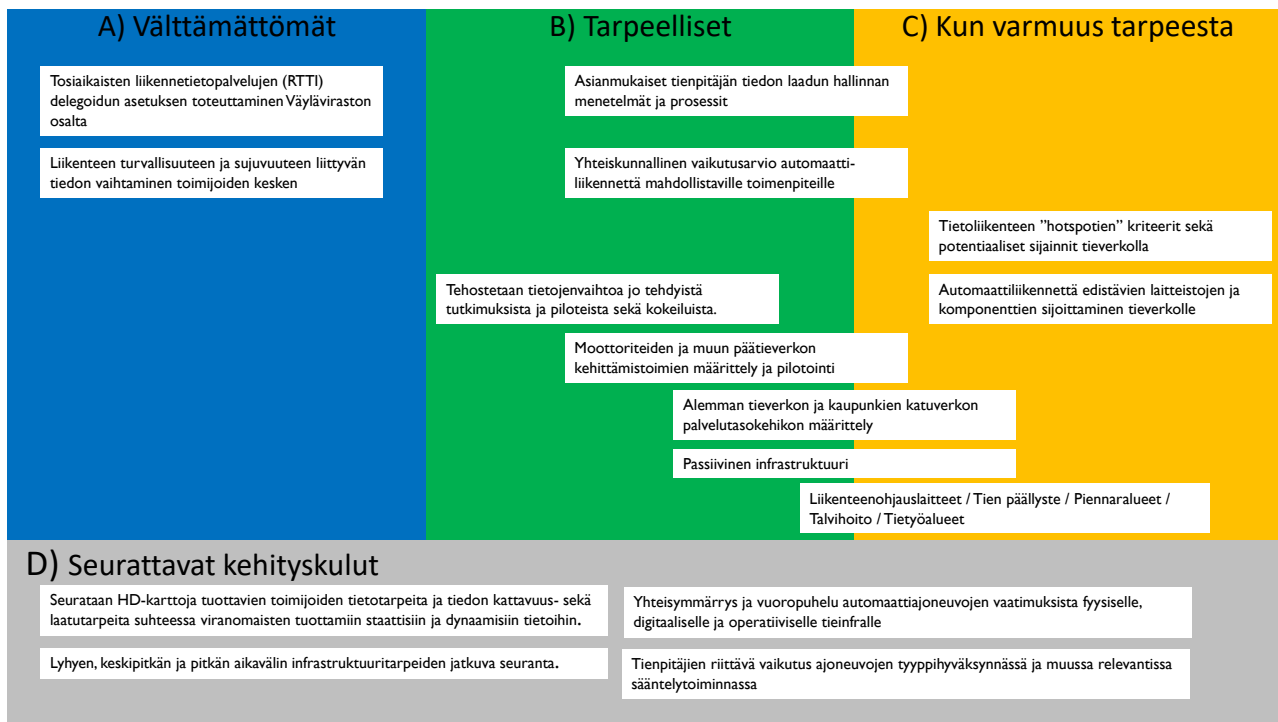 A) Välttämättömät
Tosiaikaisten liikennetietopalvelujen (RTTI)
delegoidun asetuksen toteuttaminen Väyläviraston
osalta
Liikenteen turvallisuuteen ja sujuvuuteen liittyvän
tiedon vaihtaminen toimijoiden kesken
B) Tarpeelliset
Asianmukaiset tienpitäjän tiedon laadun hallinnan
menetelmät ja prosessit
Yhteiskunnallinen vaikutusarvio automaatti-
liikennettä mahdollistaville toimenpiteille
Tehostetaan tietojenvaihtoa jo tehdyistä
tutkimuksista ja piloteista sekä kokeiluista.
Moottoriteiden ja muun päätieverkon
kehittämistoimien määrittely ja pilotointi
Alemman tieverkon ja kaupunkien katuverkon
palvelutasokehikon määrittely
Passiivinen infrastruktuuri
Liikenteenohjauslaitteet / Tien päällyste / Piennaralueet /
Talvihoito / Tietyöalueet
C) Kun varmuus tarpeesta
Tietoliikenteen ”hotspotien” kriteerit sekä
potentiaaliset sijainnit tieverkolla
Automaattiliikennettä edistävien laitteistojen ja
komponenttien sijoittaminen tieverkolle
D) Seurattavat kehityskulut
Seurataan HD-karttoja tuottavien toimijoiden tietotarpeita ja tiedon kattavuus- sekä
laatutarpeita suhteessa viranomaisten tuottamiin staattisiin ja dynaamisiin tietoihin.
Lyhyen, keskipitkän ja pitkän aikavälin infrastruktuuritarpeiden jatkuva seuranta.
Yhteisymmärrys ja vuoropuhelu automaattiajoneuvojen vaatimuksista fyysiselle,
digitaaliselle ja operatiiviselle tieinfralle
Tienpitäjien riittävä vaikutus ajoneuvojen tyyppihyväksynnässä ja muussa relevantissa
sääntelytoiminnassa